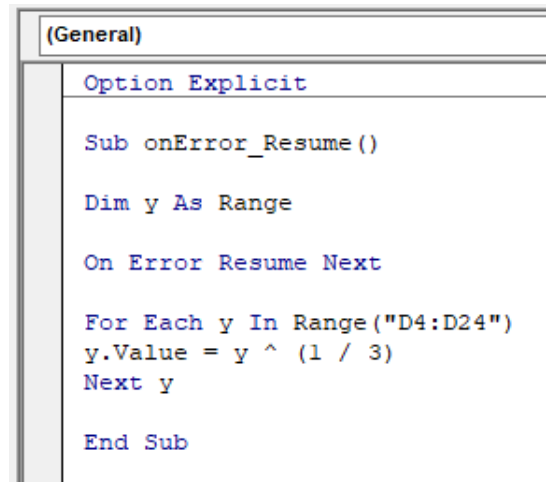 (General)
Option Explicit
Sub onError_Resume()
Dim y As Range
On Error Resume Next
For Each y In Range("D4:D24")
y.Value = y ^ (1 / 3)
Next y
End Sub